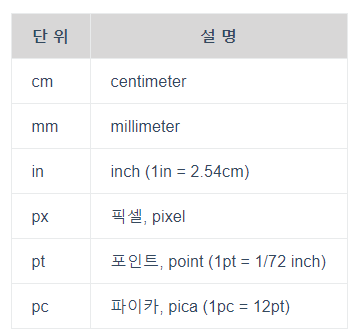 단 위 설 명
cm centimeter
mm millimeter
in inch (1in = 2.54cm)
px 픽셀, pixel
pt 포인트, point (1pt = 1/72 inch)
pc 파이카, pica (1pc = 12pt)